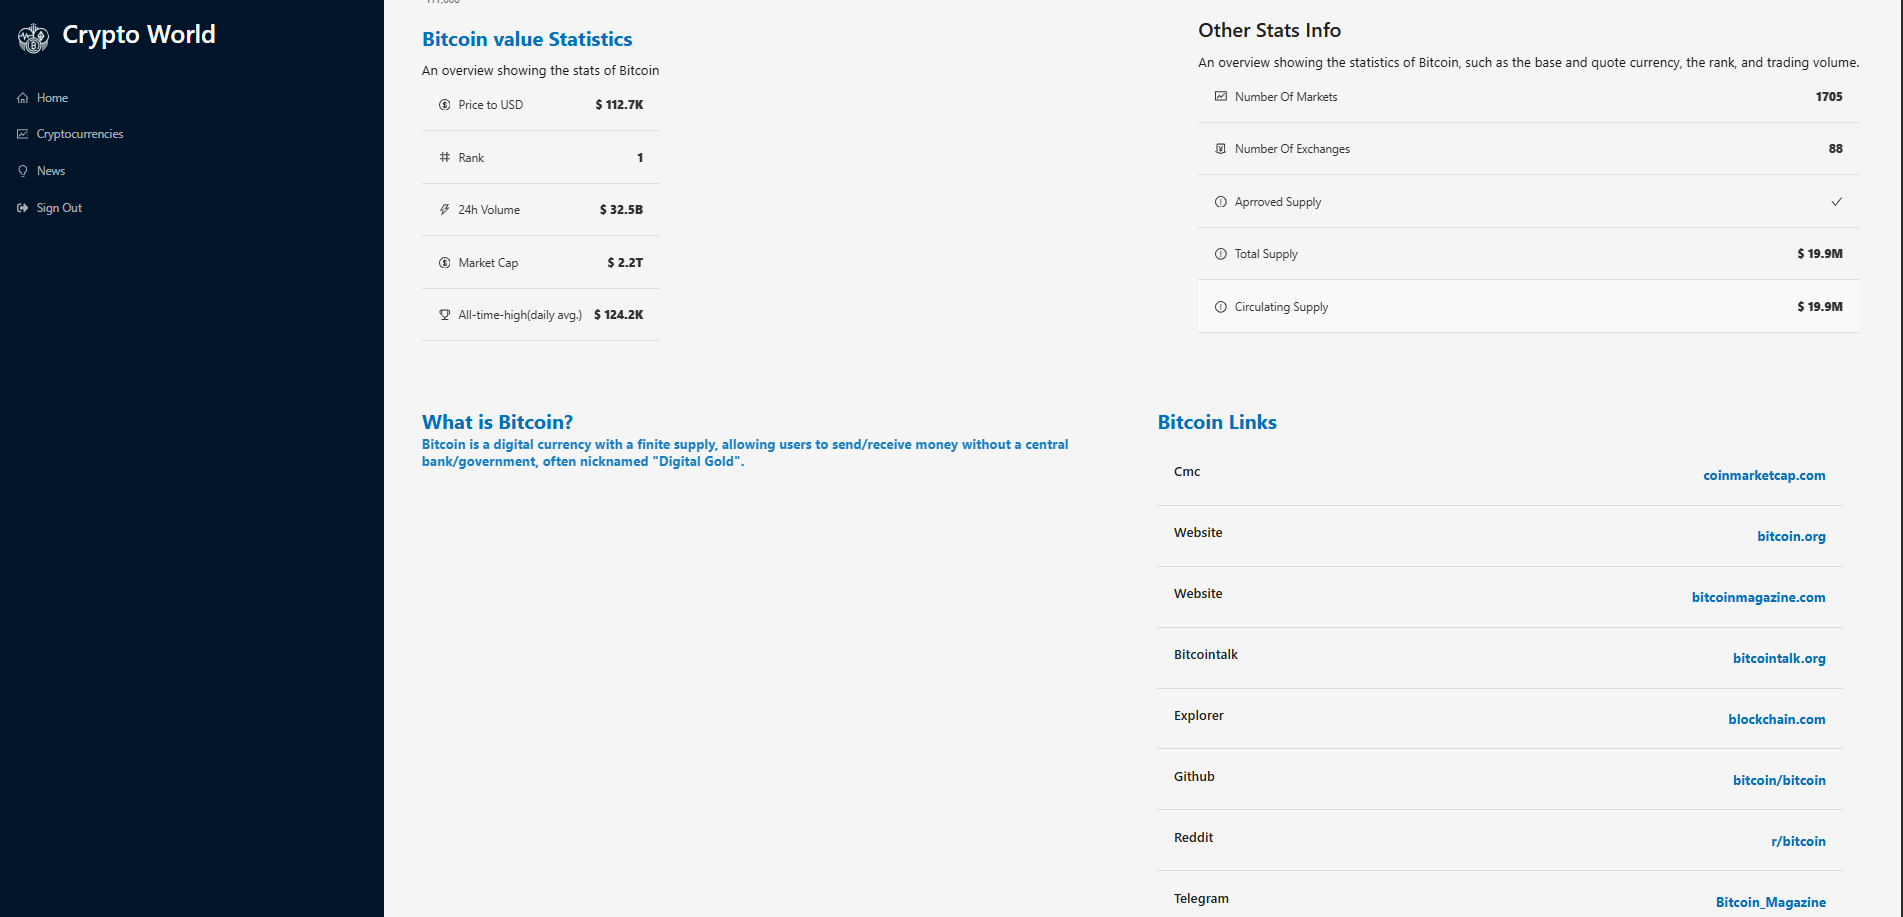 Crypto World
Home
Cryptocurrencies
News
Sign Out
Bitcoin value Statistics
An overview showing the stats of Bitcoin
Price to USD $ 112.7K
Rank 1
24h Volume $ 32.5B
Market Cap $ 2.2T
All-time-high(daily avg.) $ 124.2K
Other Stats Info
An overview showing the statistics of Bitcoin, such as the base and quote currency, the rank, and trading volume.
Number Of Markets 1705
Number Of Exchanges 88
Aprroved Supply
Total Supply $ 19.9M
Circulating Supply $ 19.9M
What is Bitcoin?
Bitcoin is a digital currency with a finite supply, allowing users to send/receive money without a central
bank/government, often nicknamed "Digital Gold".
Bitcoin Links
Cmc coinmarketcap.com
Website bitcoin.org
Website bitcoinmagazine.com
Bitcointalk bitcointalk.org
Explorer blockchain.com
Github bitcoin/bitcoin
Reddit r/bitcoin
Telegram Bitcoin_Magazine